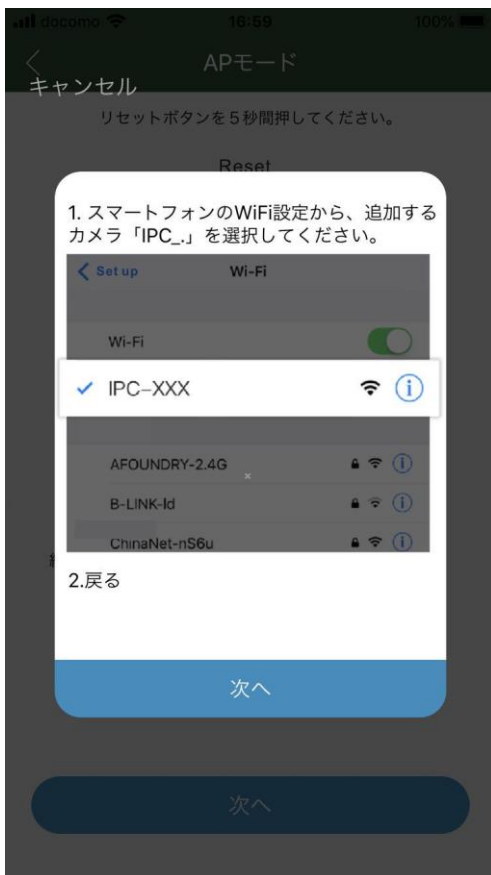 docomo 16:59 100%
APモード
キャンセル
リセットボタンを5秒間押してください。
Reset
1. スマートフォンのWiFi設定から、追加する
カメラ「IPC_.」を選択してください。
Set up Wi-Fi
Wi-Fi
IPC-XXX
AFOUNDRY-2.4G
B-LINK-ld
ChinaNet-nS6u
2.戻る
次へ
次へ